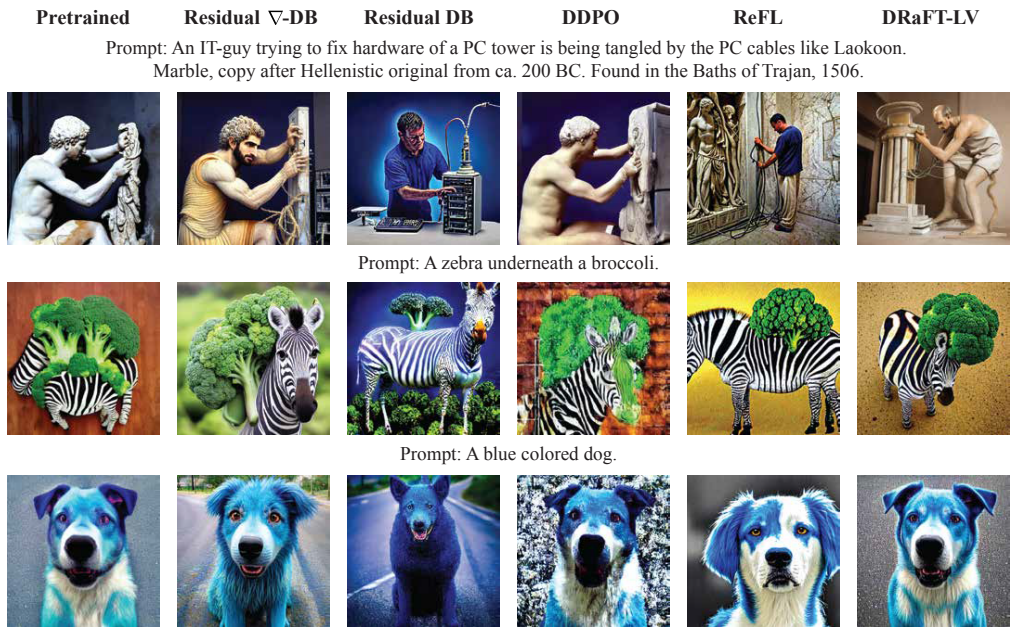 Pretrained Residual ∇-DB Residual DB DDPO ReFL DRaFT-LV
Prompt: An IT-guy trying to fix hardware of a PC tower is being tangled by the PC cables like Laokoon.
Marble, copy after Hellenistic original from ca. 200 BC. Found in the Baths of Trajan, 1506.
Prompt: A zebra underneath a broccoli.
Prompt: A blue colored dog.